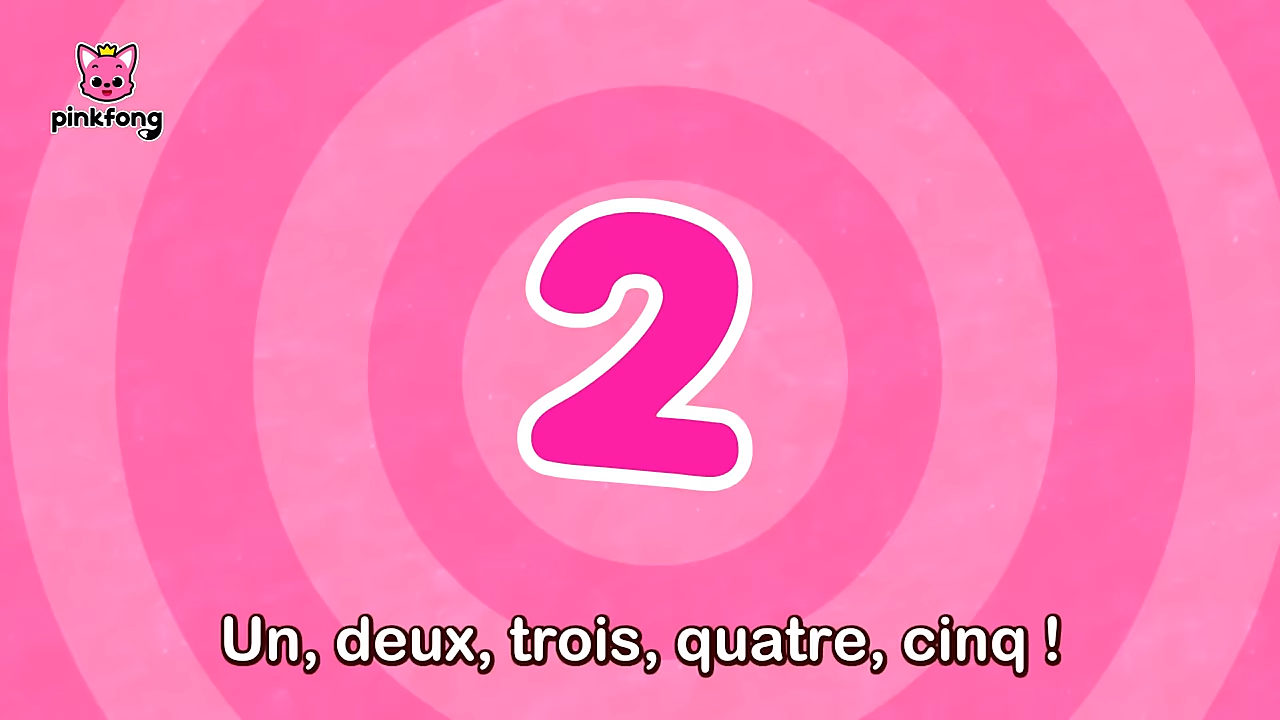 pinkfong
2
Un, deux, trois, quatre, cinq !